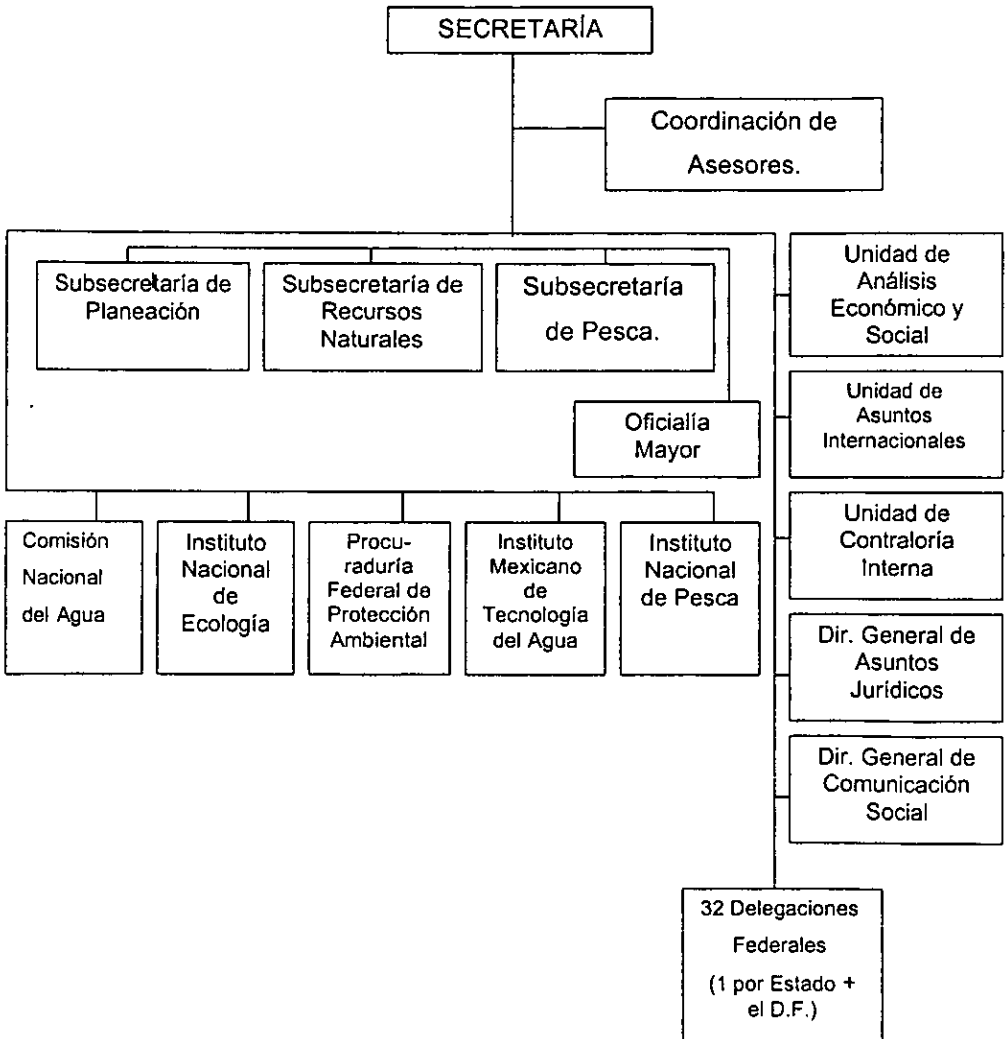 SECRETARÍA
Coordinación de
Asesores.
Subsecretaría de
Planeación
Subsecretaría de
Recursos
Naturales
Subsecretaría
de Pesca.
Oficialía
Mayor
Unidad de
Análisis
Económico y
Social
Unidad de
Asuntos
Internacionales
Unidad de
Contraloría
Interna
Dir. General de
Asuntos
Jurídicos
Dir. General de
Comunicación
Social
Comisión
Nacional
del Agua
Instituto
Nacional
de
Ecología
Procu-
raduría
Federal de
Protección
Ambiental
Instituto
Mexicano
de
Tecnología
del Agua
Instituto
Nacional
de Pesca
32 Delegaciones
Federales
(1 por Estado +
el D.F.)